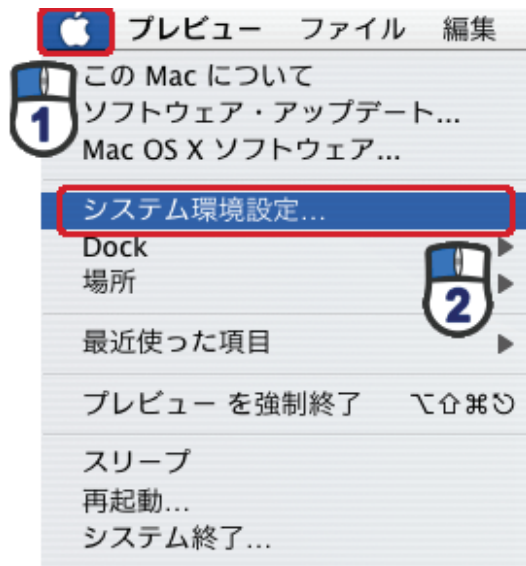 プレビュー ファイル 編集
この Mac について
1
ソフトウェア・アップデート...
Mac OS X ソフトウェア...
システム環境設定...
Dock
場所
2
最近使った項目
プレビュー を強制終了 ⌥⇧⌘⎋
スリープ
再起動...
システム終了...